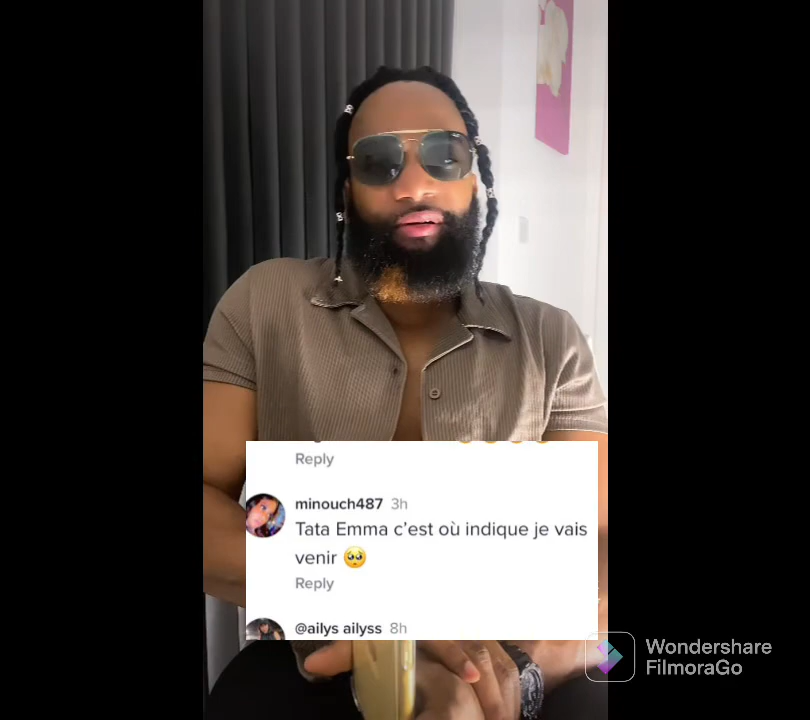 Reply
minouch487 3h
Tata Emma c'est où indique je vais
venir 🥺
Reply
@ailys ailyss 8h
Wondershare
FilmoraGo